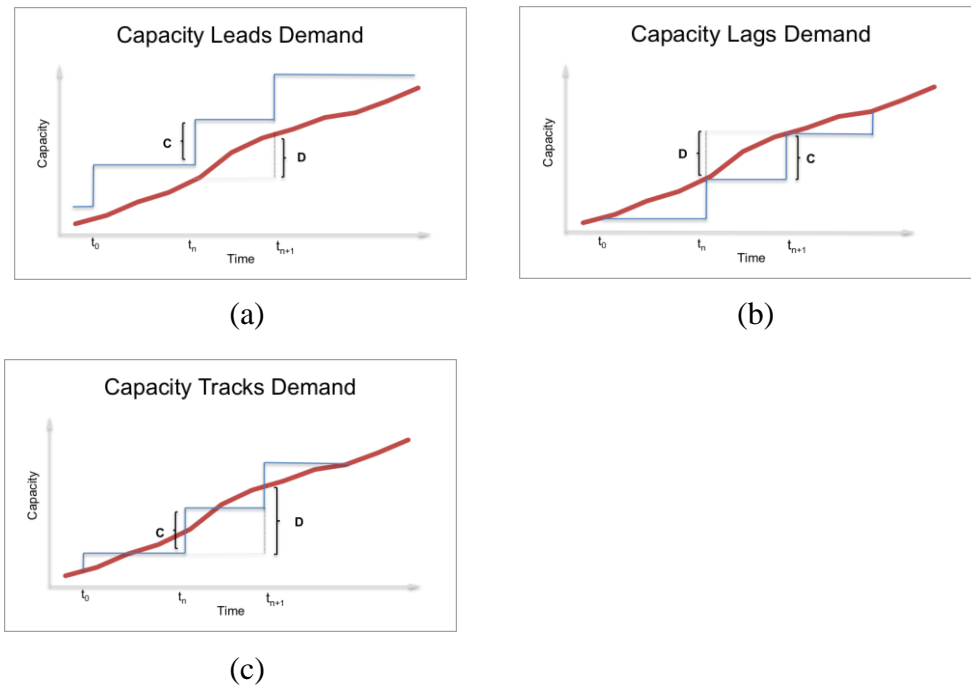 Capacity Leads Demand
Capacity
C
D
t0
tn
tn+1
Time
(a)
Capacity Lags Demand
Capacity
D
C
t0
tn
tn+1
Time
(b)
Capacity Tracks Demand
Capacity
C
D
t0
tn
tn+1
Time
(c)